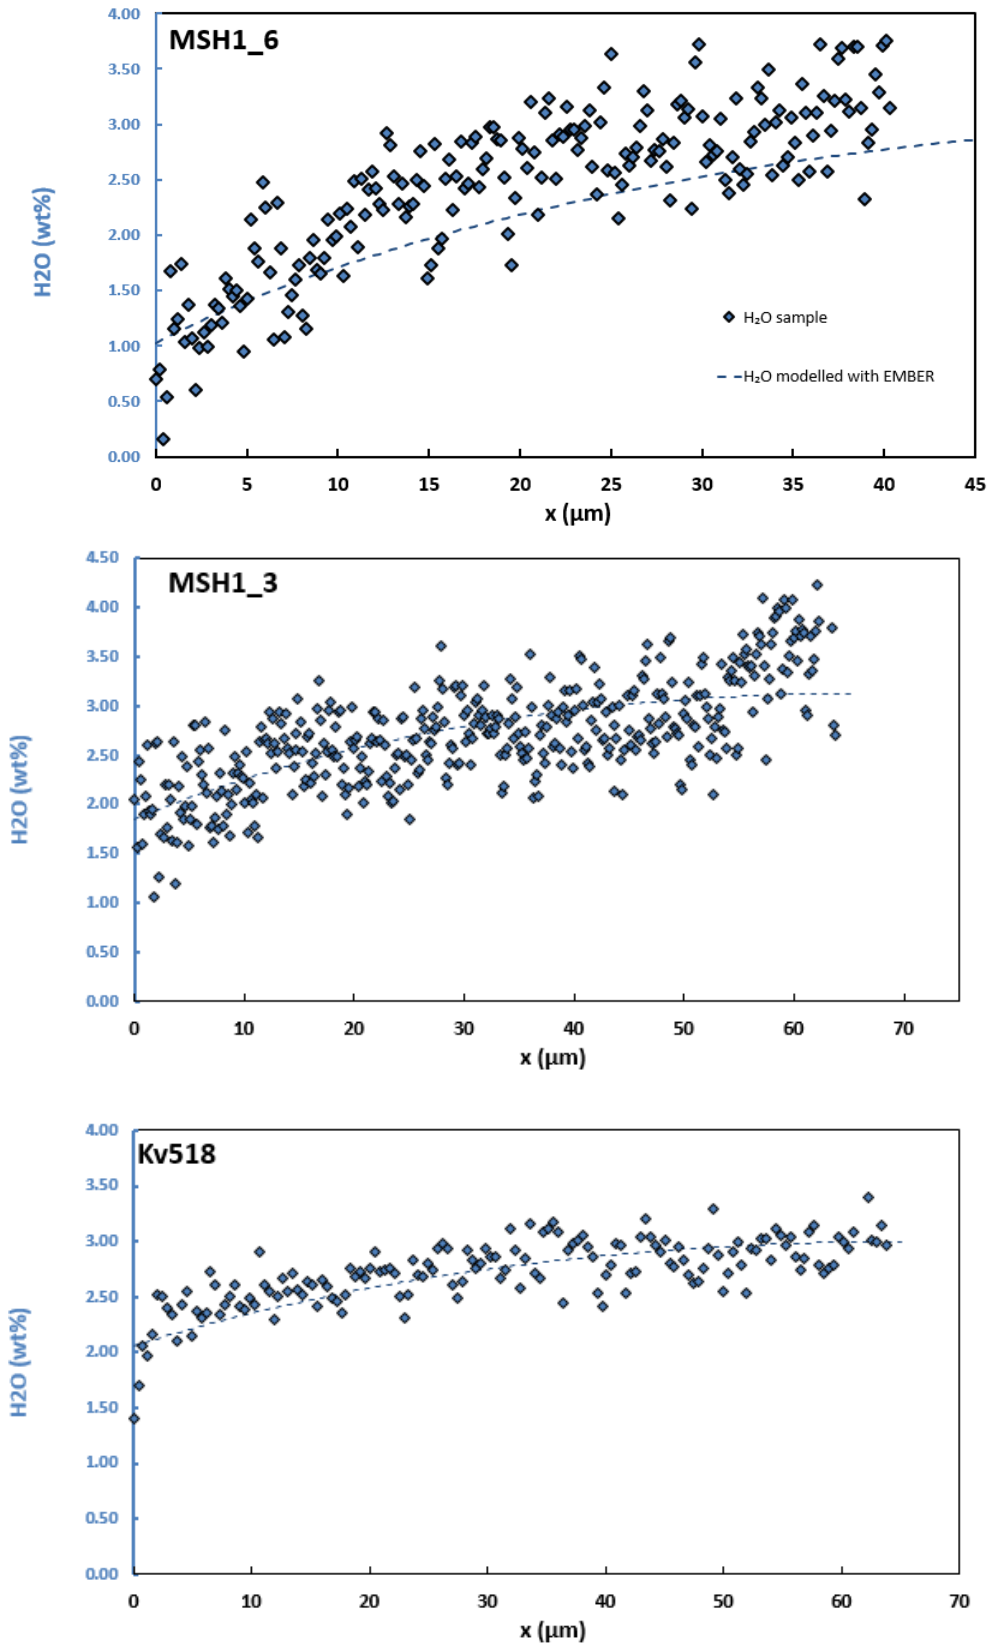 4.00
MSH1_6
3.50
3.00
2.50
2.00
1.50
1.00
0.50
0.00
H2O (wt%)
H₂O sample
H₂O modelled with EMBER
0 5 10 15 20 25 30 35 40 45
x (μm)
4.50
MSH1_3
4.00
3.50
3.00
2.50
2.00
1.50
1.00
0.50
0.00
H2O (wt%)
0 10 20 30 40 50 60 70
x (μm)
4.00
Kv518
3.50
3.00
2.50
2.00
1.50
1.00
0.50
0.00
H2O (wt%)
0 10 20 30 40 50 60 70
x (μm)